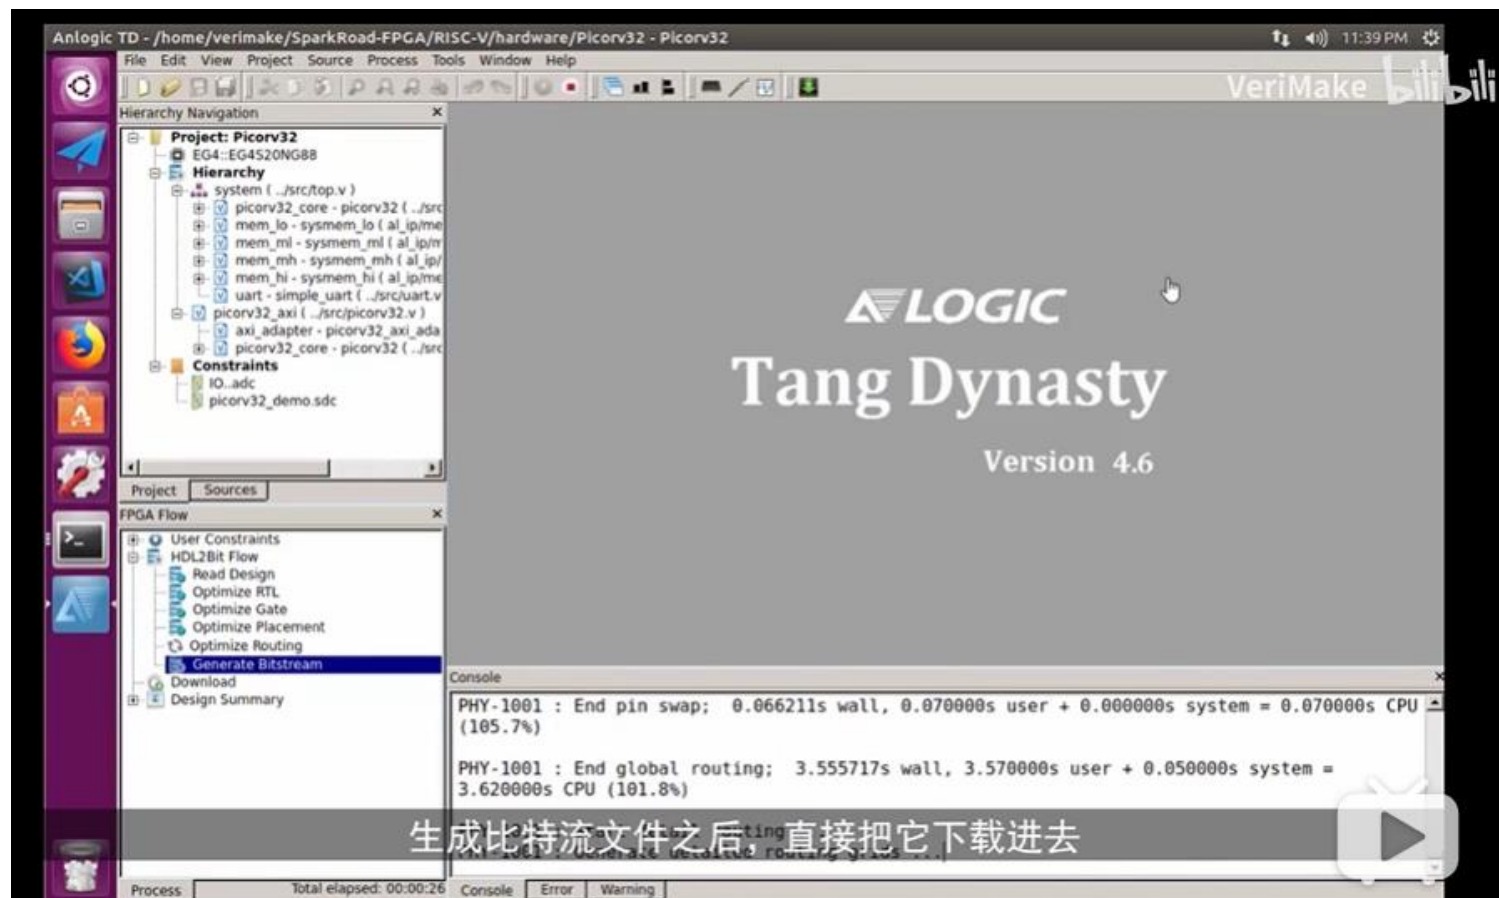 Anlogic TD - /home/verimake/SparkRoad-FPGA/RISC-V/hardware/Picorv32 - Picorv32
11:39 PM
File Edit View Project Source Process Tools Window Help
VeriMake bilibili
Hierarchy Navigation
Project: Picorv32
EG4::EG4S20NG88
Hierarchy
system ( ../src/top.v )
picorv32_core - picorv32 ( ../src
mem_lo - sysmem_lo ( al_ip/me
mem_ml - sysmem_ml ( al_ip/m
mem_mh - sysmem_mh ( al_ip/
mem_hi - sysmem_hi ( al_ip/me
uart - simple_uart ( ../src/uart.v
picorv32_axi ( ../src/picorv32.v )
axi_adapter - picorv32_axi_ada
picorv32_core - picorv32 ( ../src
Constraints
IO..adc
picorv32_demo.sdc
Project Sources
FPGA Flow
User Constraints
HDL2Bit Flow
Read Design
Optimize RTL
Optimize Gate
Optimize Placement
Optimize Routing
Generate Bitstream
Download
Design Summary
Process
Total elapsed: 00:00:26
ANLOGIC
Tang Dynasty
Version 4.6
Console
PHY-1001 : End pin swap; 0.066211s wall, 0.070000s user + 0.000000s system = 0.070000s CPU
(105.7%)
PHY-1001 : End global routing; 3.555717s wall, 3.570000s user + 0.050000s system =
3.620000s CPU (101.8%)
生成比特流文件之后, 直接把它下载进去
PHY-1001 : Generate detailed routing grids ...
Console Error Warning